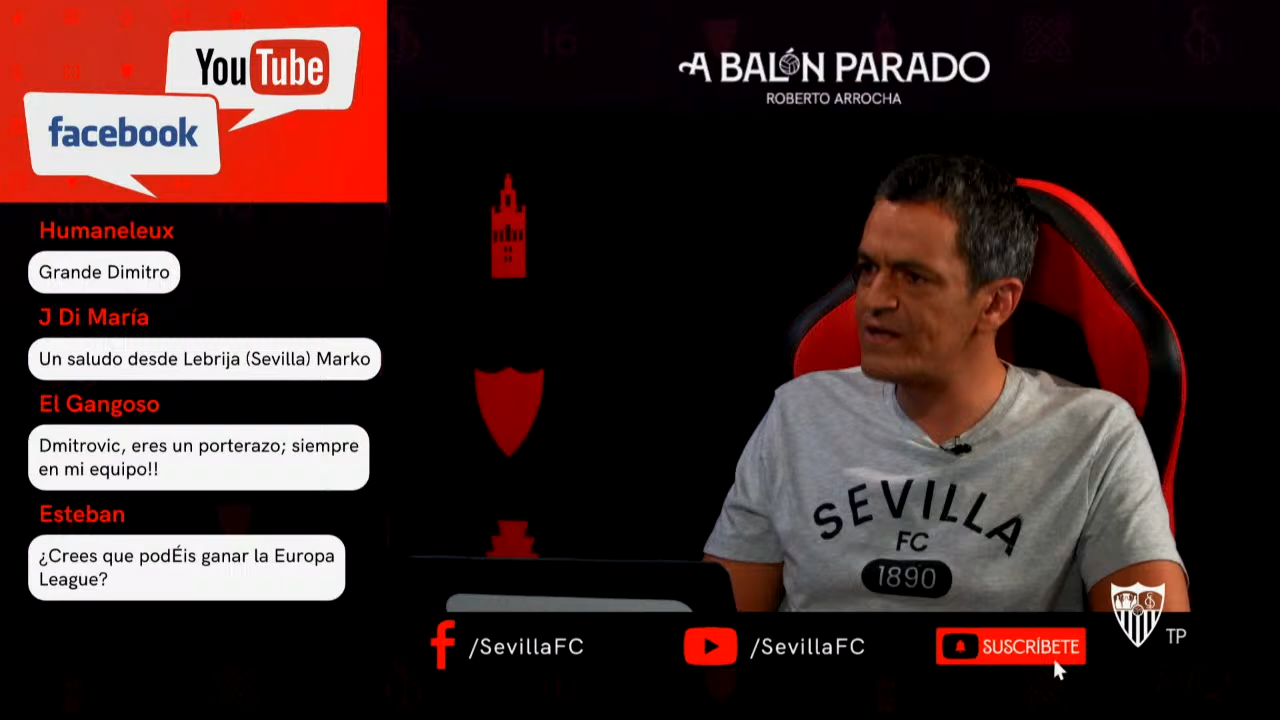 YouTube
facebook
A BALÓN PARADO
ROBERTO ARROCHA
Humaneleux
Grande Dimitro
J Di María
Un saludo desde Lebrija (Sevilla) Marko
El Gangoso
Dmitrovic, eres un porterazo; siempre
en mi equipo!!
Esteban
¿Crees que podÉis ganar la Europa
League?
SEVILLA
FC
1890
/SevillaFC
/SevillaFC
SUSCRÍBETE
TP